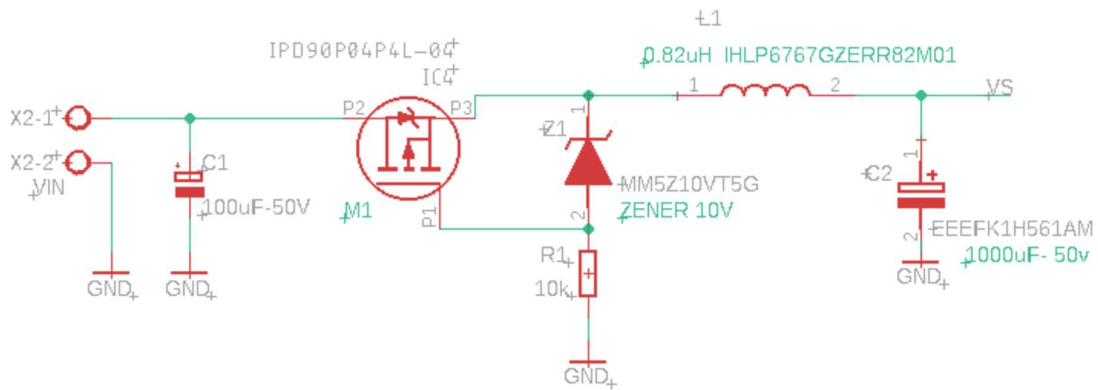 L1
IPD90P04P4L-04
IC4
0.82uH IHLP6767GZERR82M01
1
2
VS
X2-1
P2
P3
1
Z1
X2-2
VIN
C1
100uF-50V
M1
P1
MM5Z10VT5G
ZENER 10V
2
C2
1
EEEFK1H561AM
1000uF- 50v
2
R1
10k
GND
GND
GND
GND